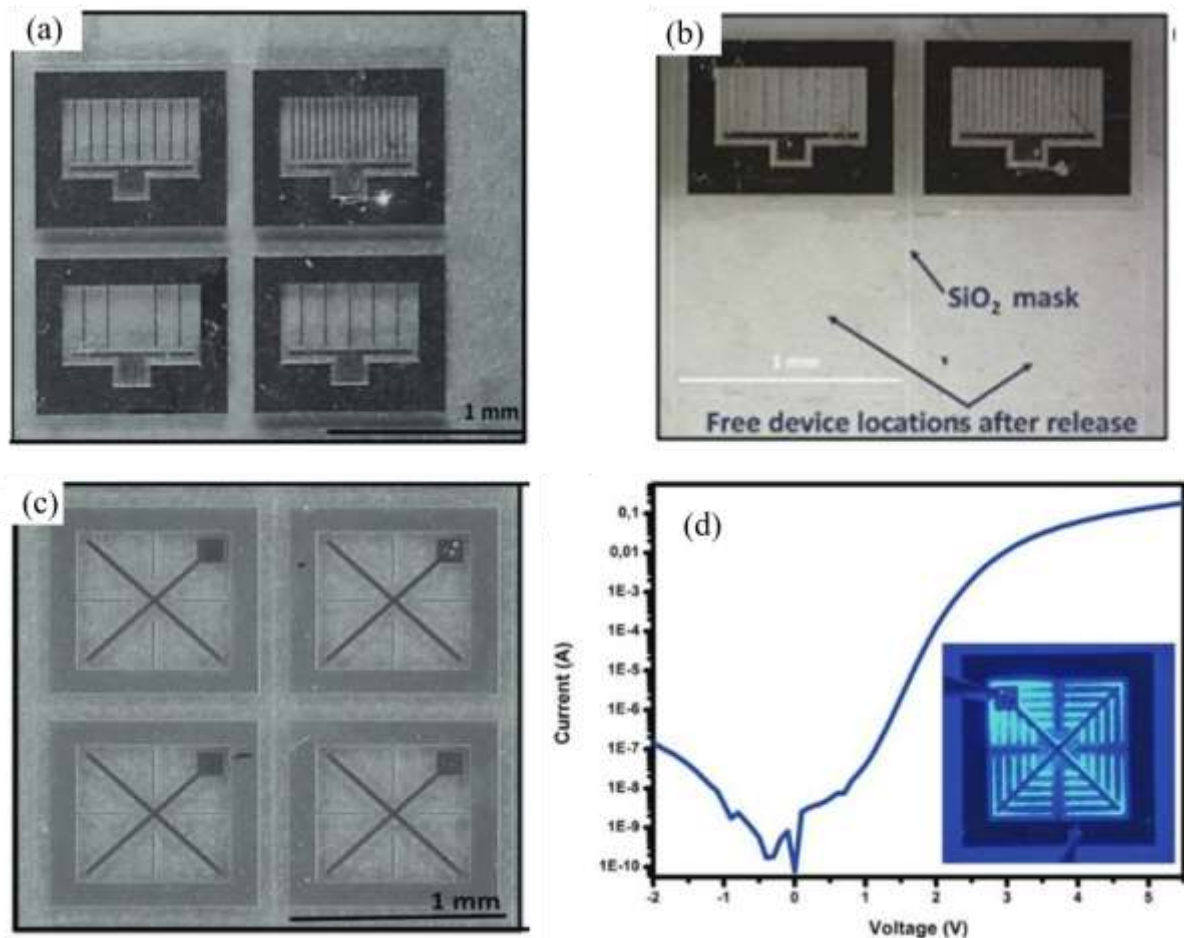 (a)
1 mm
(b)
SiO₂ mask
1 mm
Free device locations after release
(c)
1 mm
(d)
Current (A)
0,1
0,01
1E-3
1E-4
1E-5
1E-6
1E-7
1E-8
1E-9
1E-10
-2 -1 0 1 2 3 4 5
Voltage (V)